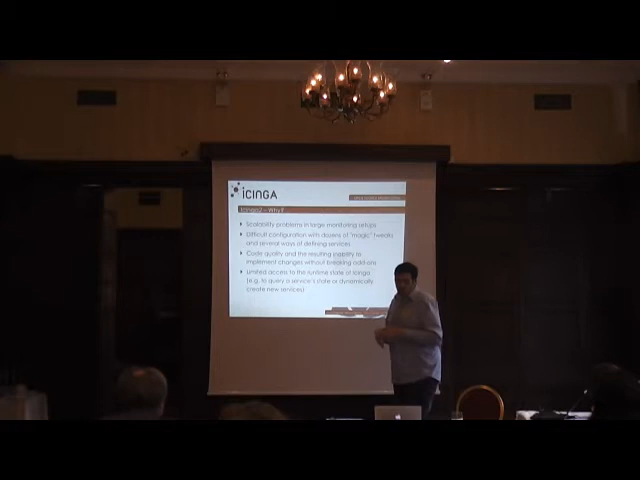 iCINGA
Icinga2 – Why?
Scalability problems in large monitoring setups
Difficult configuration with dozens of "magic" tweaks
and several ways of defining services
Code quality and the resulting inability to
implement changes without breaking add-ons
Limited access to the runtime state of Icinga
(e.g. to query a service's state or dynamically
create new services)